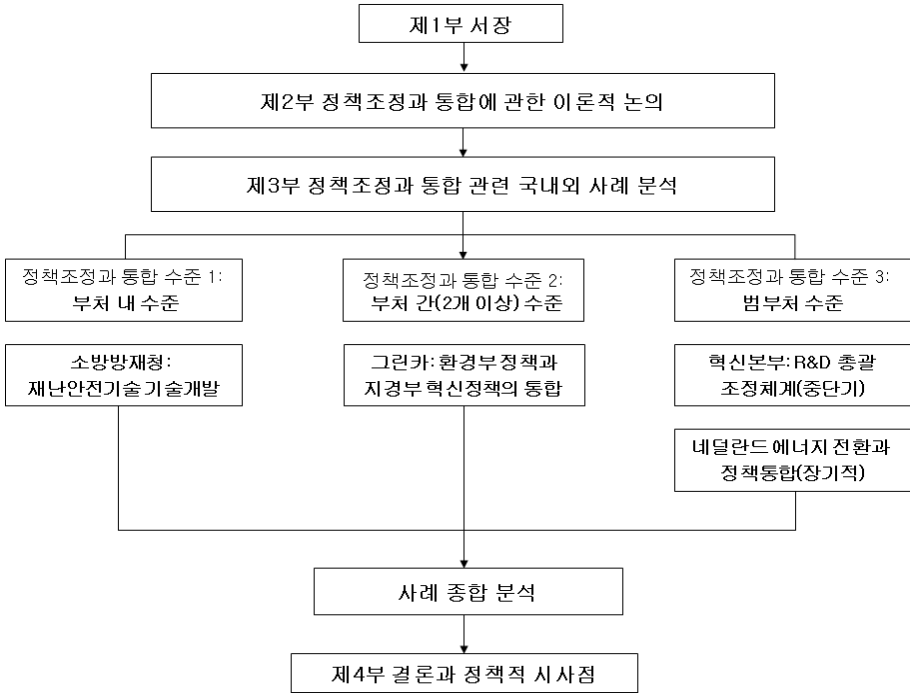 제1부 서장
제2부 정책조정과 통합에 관한 이론적 논의
제3부 정책조정과 통합 관련 국내외 사례 분석
정책조정과 통합 수준 1:
부처 내 수준
정책조정과 통합 수준 2:
부처 간(2개 이상) 수준
정책조정과 통합 수준 3:
범부처 수준
소방방재청:
재난안전기술 기술개발
그린카: 환경부 정책과
지경부 혁신정책의 통합
혁신본부: R&D 총괄
조정체계(중단기)
네덜란드 에너지 전환과
정책통합(장기적)
사례 종합 분석
제4부 결론과 정책적 시사점